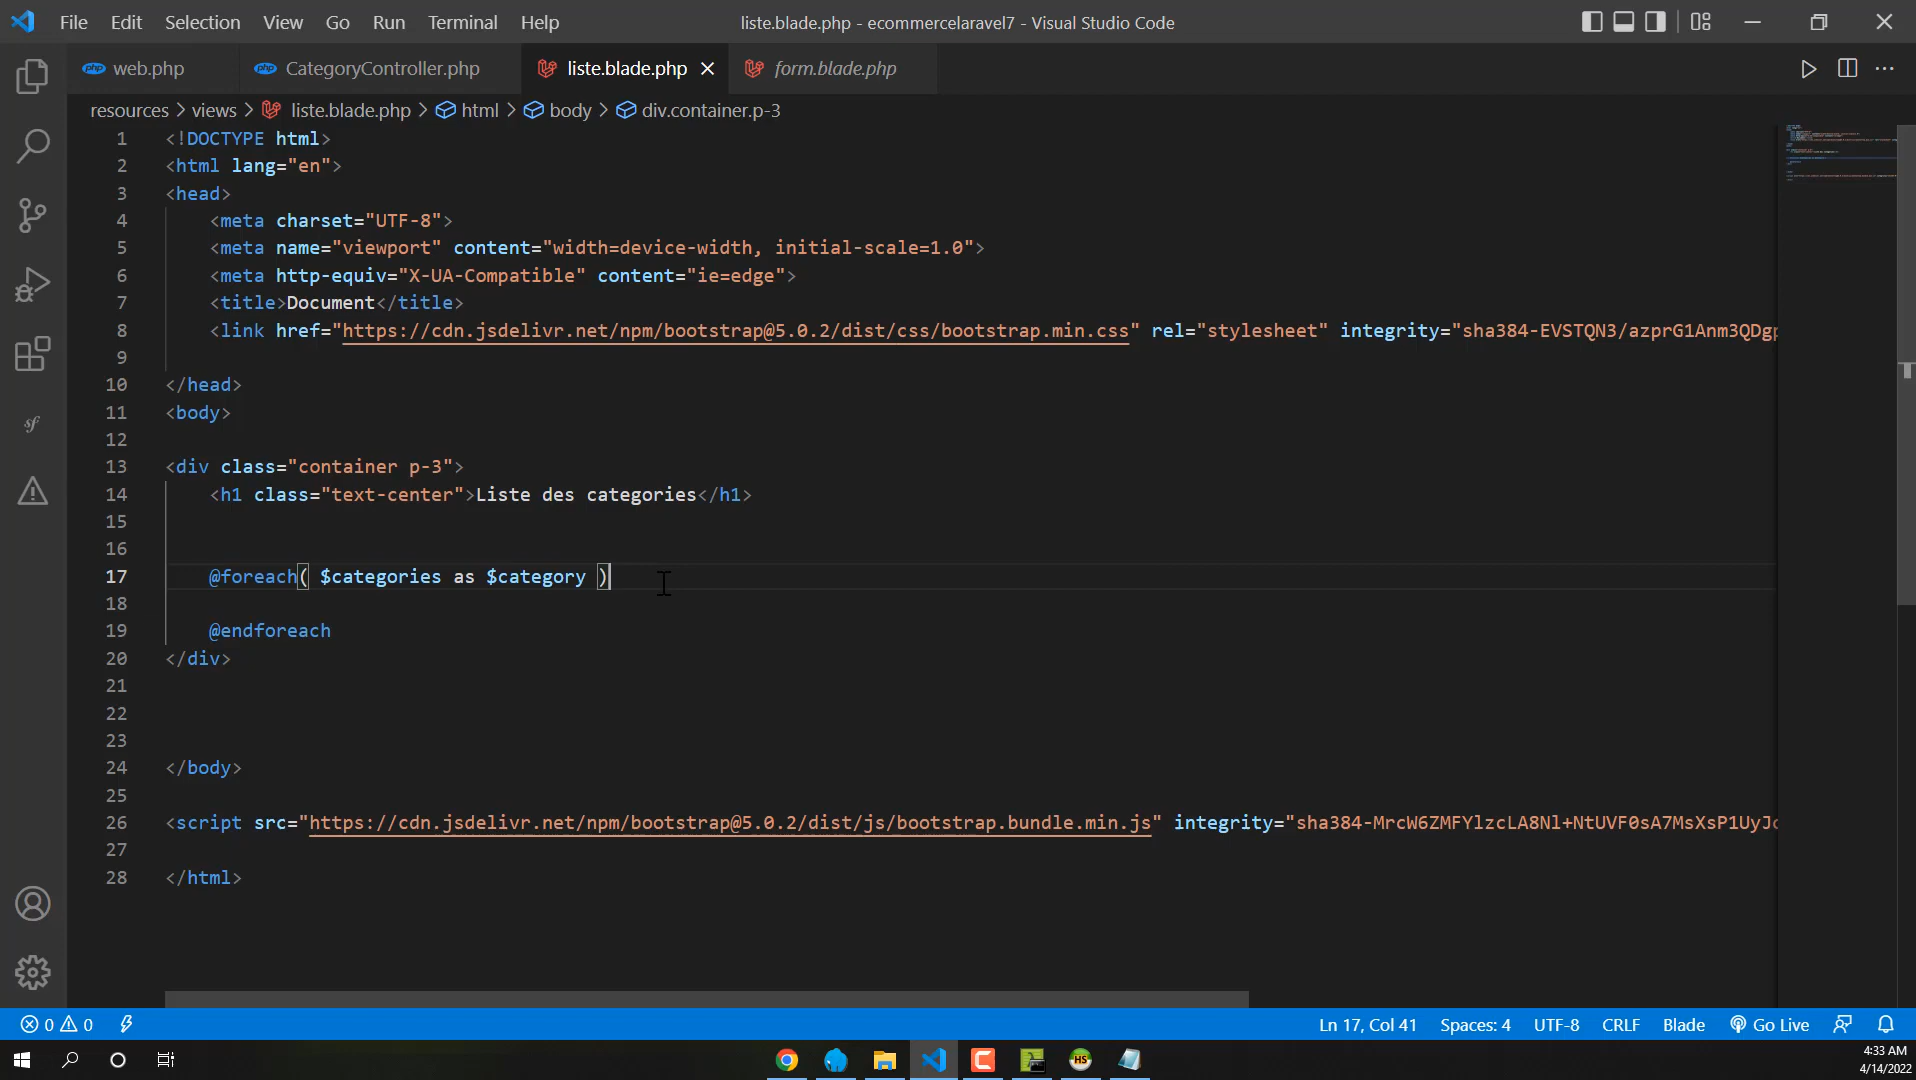 File Edit Selection View Go Run Terminal Help liste.blade.php - ecommercelaravel7 - Visual Studio Code
web.php CategoryController.php liste.blade.php form.blade.php
resources > views > liste.blade.php > html > body > div.container.p-3
1 <!DOCTYPE html>
2 <html lang="en">
3 <head>
4 <meta charset="UTF-8">
5 <meta name="viewport" content="width=device-width, initial-scale=1.0">
6 <meta http-equiv="X-UA-Compatible" content="ie=edge">
7 <title>Document</title>
8 <link href="https://cdn.jsdelivr.net/npm/bootstrap@5.0.2/dist/css/bootstrap.min.css" rel="stylesheet" integrity="sha384-EVSTQN3/azprG1Anm3QDgp
9
10 </head>
11 <body>
12
13 <div class="container p-3">
14 <h1 class="text-center">Liste des categories</h1>
15
16
17 @foreach( $categories as $category )
18
19 @endforeach
20 </div>
21
22
23
24 </body>
25
26 <script src="https://cdn.jsdelivr.net/npm/bootstrap@5.0.2/dist/js/bootstrap.bundle.min.js" integrity="sha384-MrcW6ZMFYlzcLA8Nl+NtUVF0sA7MsXsP1UyJo
27
28 </html>
0 0 Ln 17, Col 41 Spaces: 4 UTF-8 CRLF Blade Go Live
4:33 AM
4/14/2022